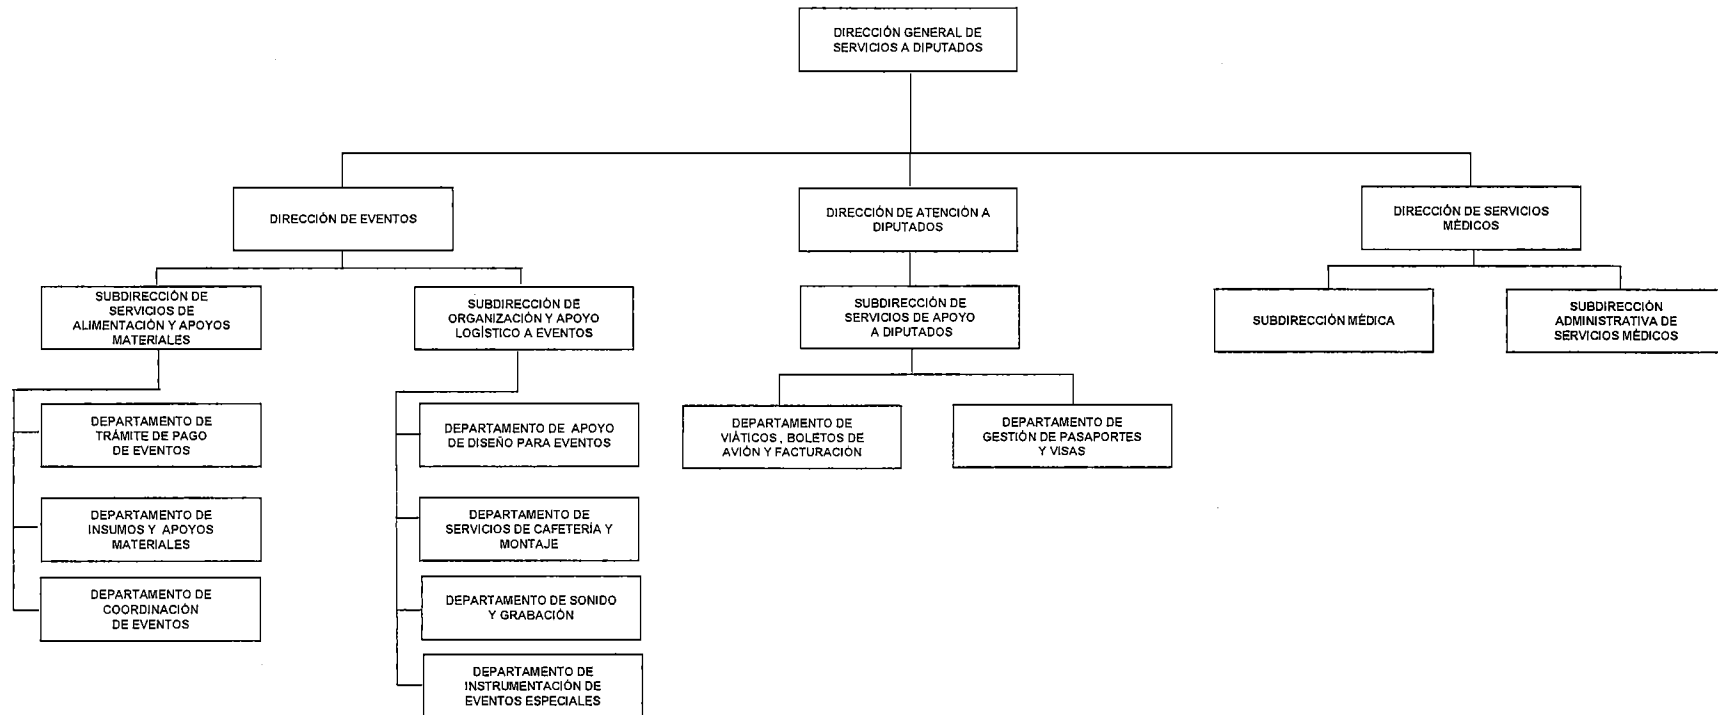 DIRECCIÓN GENERAL DE
SERVICIOS A DIPUTADOS
DIRECCIÓN DE EVENTOS
DIRECCIÓN DE ATENCIÓN A
DIPUTADOS
DIRECCIÓN DE SERVICIOS
MÉDICOS
SUBDIRECCIÓN DE
SERVICIOS DE
ALIMENTACIÓN Y APOYOS
MATERIALES
SUBDIRECCIÓN DE
ORGANIZACIÓN Y APOYO
LOGÍSTICO A EVENTOS
SUBDIRECCIÓN DE
SERVICIOS DE APOYO
A DIPUTADOS
SUBDIRECCIÓN MÉDICA
SUBDIRECCIÓN
ADMINISTRATIVA DE
SERVICIOS MÉDICOS
DEPARTAMENTO DE
TRÁMITE DE PAGO
DE EVENTOS
DEPARTAMENTO DE
INSUMOS Y APOYOS
MATERIALES
DEPARTAMENTO DE
COORDINACIÓN
DE EVENTOS
DEPARTAMENTO DE APOYO
DE DISEÑO PARA EVENTOS
DEPARTAMENTO DE
SERVICIOS DE CAFETERÍA Y
MONTAJE
DEPARTAMENTO DE SONIDO
Y GRABACIÓN
DEPARTAMENTO DE
INSTRUMENTACIÓN DE
EVENTOS ESPECIALES
DEPARTAMENTO DE
VIÁTICOS , BOLETOS DE
AVIÓN Y FACTURACIÓN
DEPARTAMENTO DE
GESTIÓN DE PASAPORTES
Y VISAS